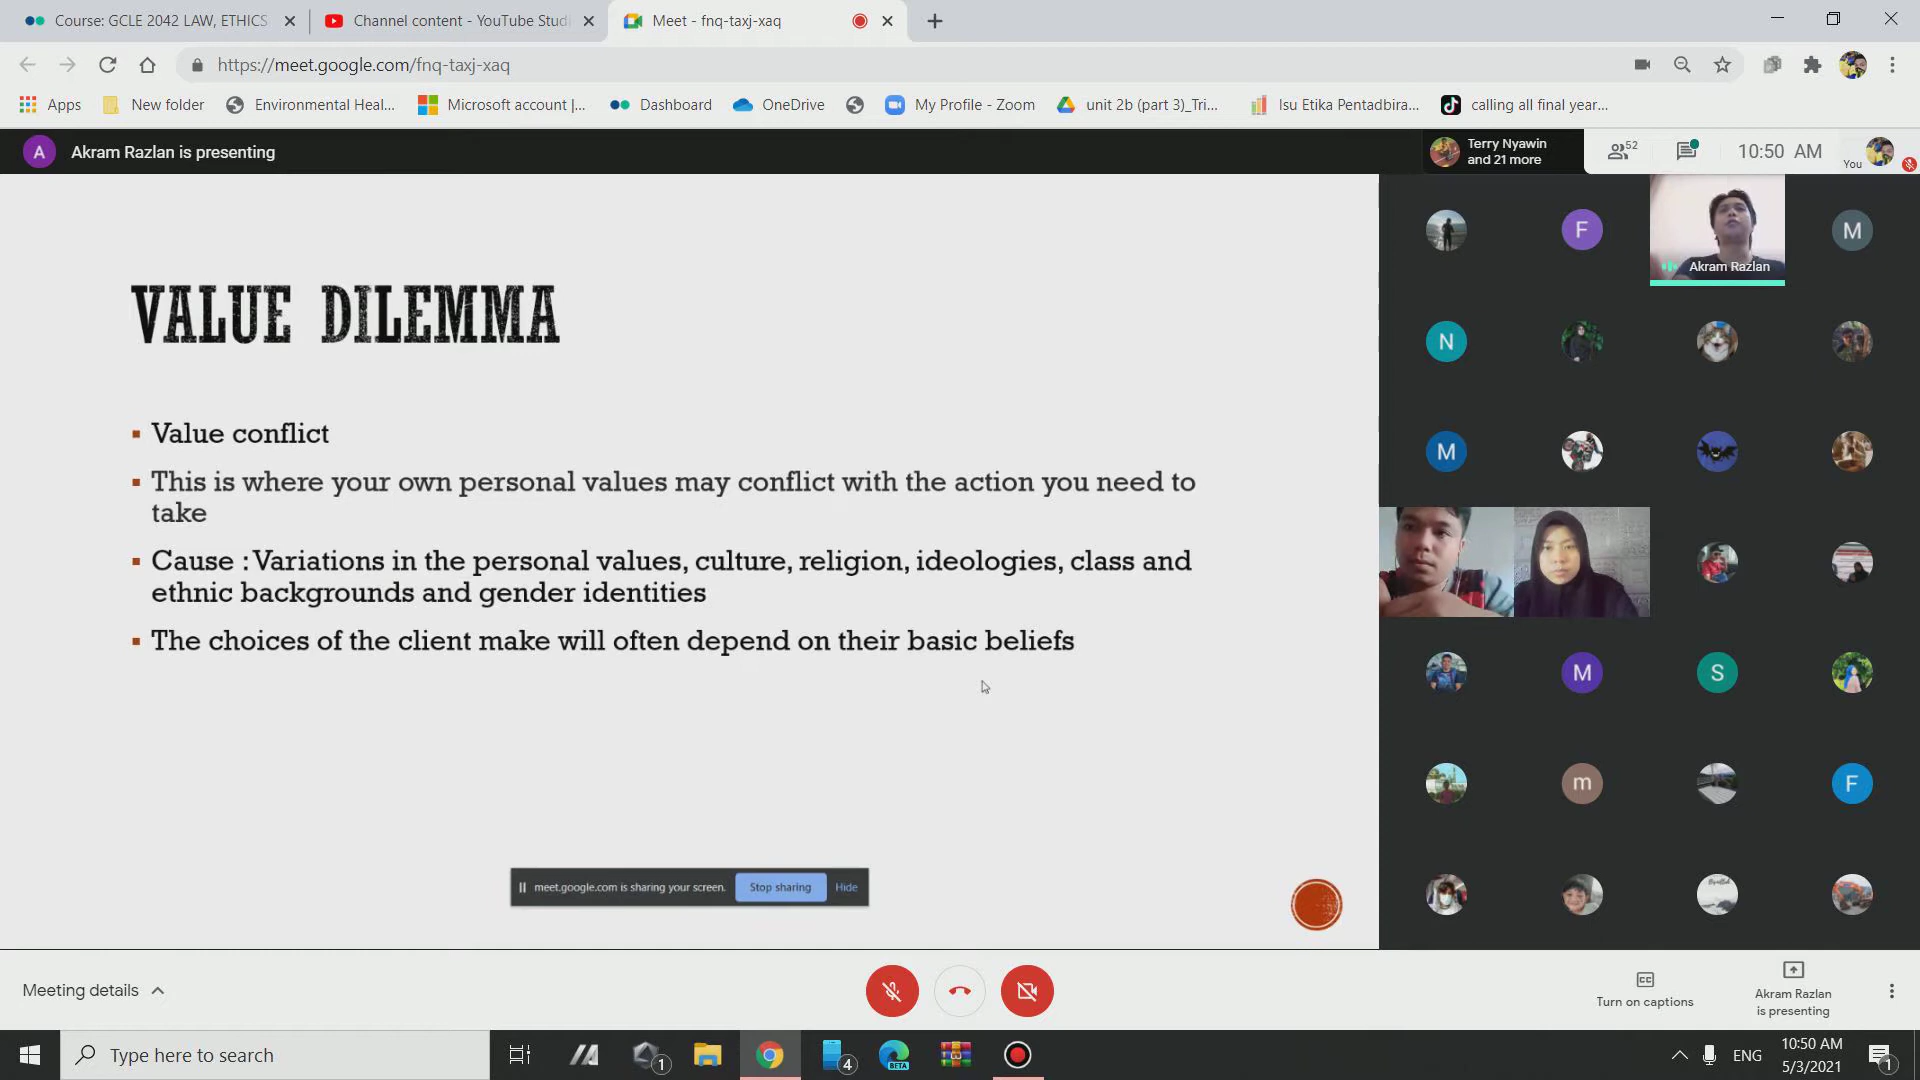 Course: GCLE 2042 LAW, ETHICS
Channel content - YouTube Studi
Meet - fnq-taxj-xaq
https://meet.google.com/fnq-taxj-xaq
Apps
New folder
Environmental Heal...
Microsoft account |...
Dashboard
OneDrive
My Profile - Zoom
unit 2b (part 3)_Tri...
Isu Etika Pentadbira...
calling all final year...
A
Akram Razlan is presenting
Terry Nyawin
and 21 more
52
10:50 AM
You
VALUE DILEMMA
Value conflict
This is where your own personal values may conflict with the action you need to
take
Cause : Variations in the personal values, culture, religion, ideologies, class and
ethnic backgrounds and gender identities
The choices of the client make will often depend on their basic beliefs
meet.google.com is sharing your screen.
Stop sharing
Hide
F
Akram Razlan
M
N
M
M
S
m
F
Meeting details
CC
Turn on captions
Akram Razlan
is presenting
Type here to search
1
4
BETA
ENG
10:50 AM
5/3/2021
1